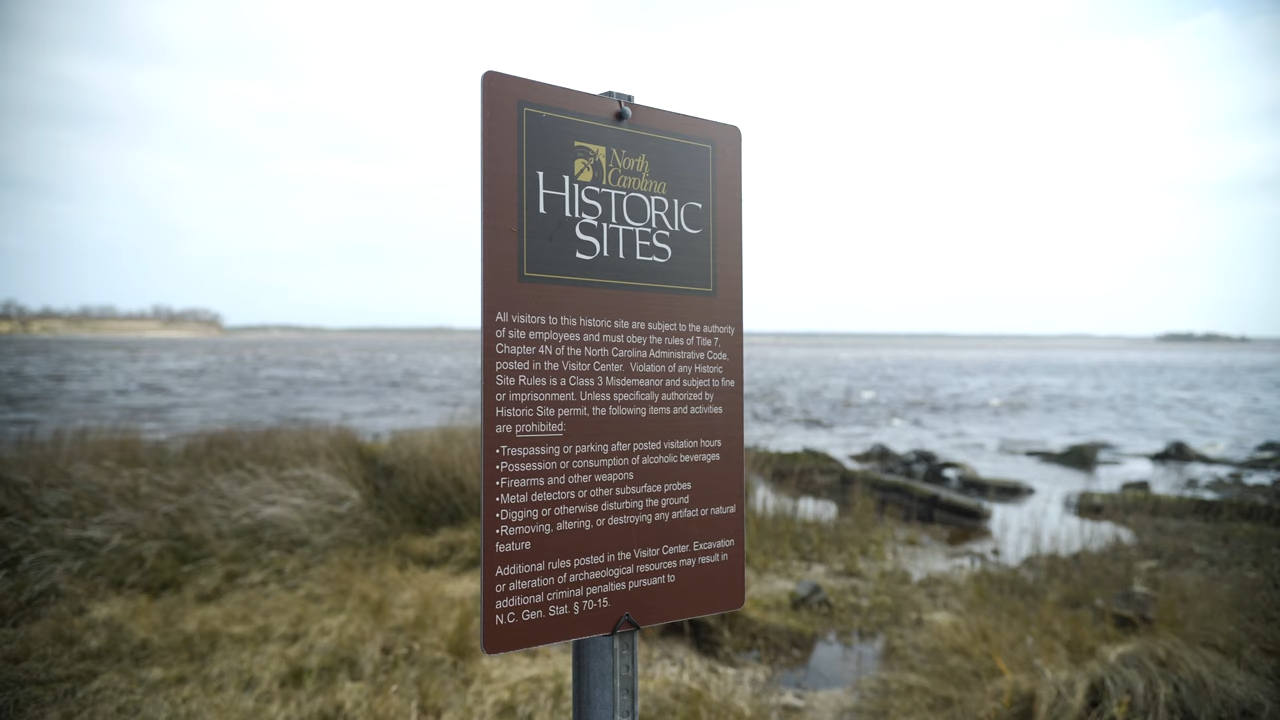 North
Carolina
HISTORIC
SITES
All visitors to this historic site are subject to the authority
of site employees and must obey the rules of Title 7,
Chapter 4N of the North Carolina Administrative Code,
posted in the Visitor Center. Violation of any Historic
Site Rules is a Class 3 Misdemeanor and subject to fine
or imprisonment. Unless specifically authorized by
Historic Site permit, the following items and activities
are prohibited:
•Trespassing or parking after posted visitation hours
•Possession or consumption of alcoholic beverages
•Firearms and other weapons
•Metal detectors or other subsurface probes
•Digging or otherwise disturbing the ground
•Removing, altering, or destroying any artifact or natural
feature
Additional rules posted in the Visitor Center. Excavation
or alteration of archaeological resources may result in
additional criminal penalties pursuant to
N.C. Gen. Stat. § 70-15.